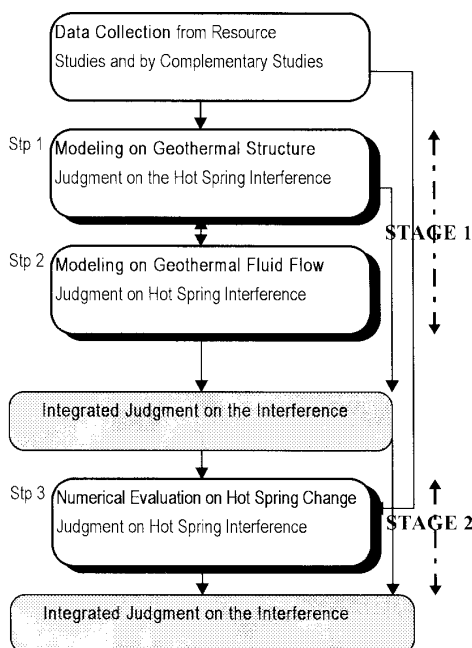 Data Collection from Resource
Studies and by Complementary Studies
Stp 1
Modeling on Geothermal Structure
Judgment on the Hot Spring Interference
STAGE 1
Stp 2
Modeling on Geothermal Fluid Flow
Judgment on Hot Spring Interference
Integrated Judgment on the Interference
Stp 3
Numerical Evaluation on Hot Spring Change
Judgment on Hot Spring Interference
STAGE 2
Integrated Judgment on the Interference